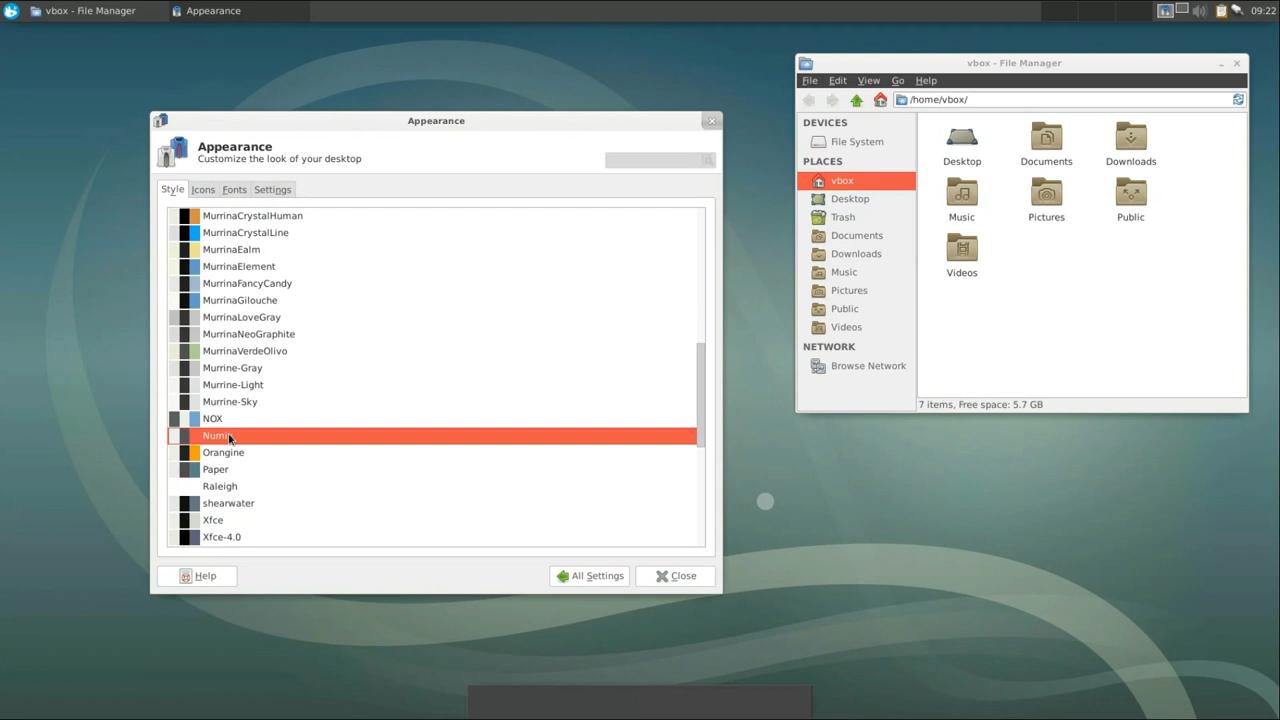 vbox - File Manager
Appearance
09:22
Appearance
Appearance
Customize the look of your desktop
Style Icons Fonts Settings
MurrinaCrystalHuman
MurrinaCrystalLine
MurrinaEalm
MurrinaElement
MurrinaFancyCandy
MurrinaGilouche
MurrinaLoveGray
MurrinaNeoGraphite
MurrinaVerdeOlivo
Murrine-Gray
Murrine-Light
Murrine-Sky
NOX
Orangine
Paper
Raleigh
shearwater
Xfce
Xfce-4.0
Help
All Settings
Close
vbox - File Manager
File Edit View Go Help
/home/vbox/
DEVICES
File System
PLACES
vbox
Desktop
Trash
Documents
Downloads
Music
Pictures
Public
Videos
NETWORK
Browse Network
Desktop Documents Downloads
Music Pictures Public
Videos
7 items, Free space: 5.7 GB